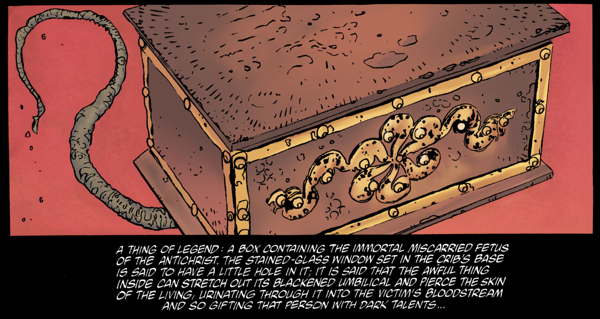 6
6
A THING OF LEGEND: A BOX CONTAINING THE IMMORTAL MISCARRIED FETUS
OF THE ANTICHRIST. THE STAINED-GLASS WINDOW SET IN THE CRIB'S BASE
IS SAID TO HAVE A LITTLE HOLE IN IT; IT IS SAID THAT THE AWFUL THING
INSIDE CAN STRETCH OUT ITS BLACKENED UMBILICAL AND PIERCE THE SKIN
OF THE LIVING, URINATING THROUGH IT INTO THE VICTIM'S BLOODSTREAM
AND SO GIFTING THAT PERSON WITH DARK TALENTS...